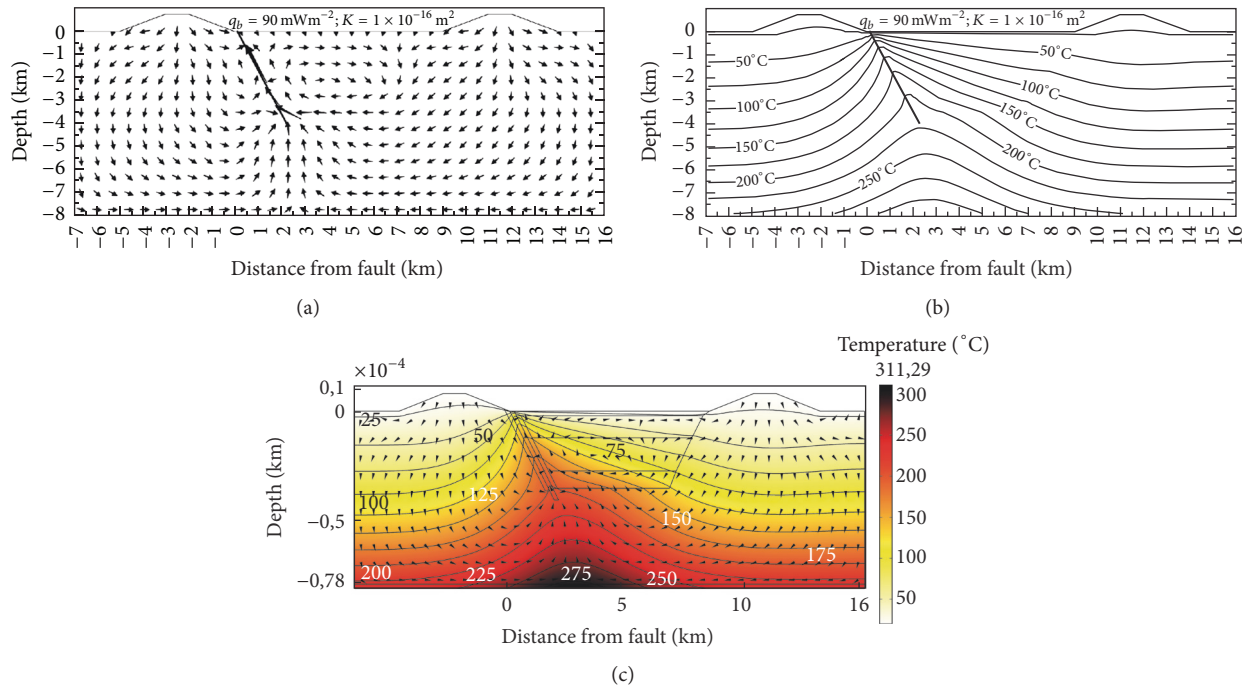 q_b = 90 mWm⁻²; K = 1 × 10⁻¹⁶ m²
0
−1
−2
−3
−4
−5
−6
−7
−8
Depth (km)
−7 −6 −5 −4 −3 −2 −1 0 1 2 3 4 5 6 7 8 9 10 11 12 13 14 15 16
Distance from fault (km)
(a)
q_b = 90 mWm⁻²; K = 1 × 10⁻¹⁶ m²
0
−1
−2
−3
−4
−5
−6
−7
−8
Depth (km)
50°C 50°C
100°C 100°C
150°C 150°C
200°C 200°C
250°C
−7 −6 −5 −4 −3 −2 −1 0 1 2 3 4 5 6 7 8 9 10 11 12 13 14 15 16
Distance from fault (km)
(b)
Temperature (°C)
311,29
×10⁻⁴
0,1
0
−0,5
−0,78
Depth (km)
25
50 75
100 125 150
175
200 225 275 250
300
250
200
150
100
50
0 5 10 16
Distance from fault (km)
(c)